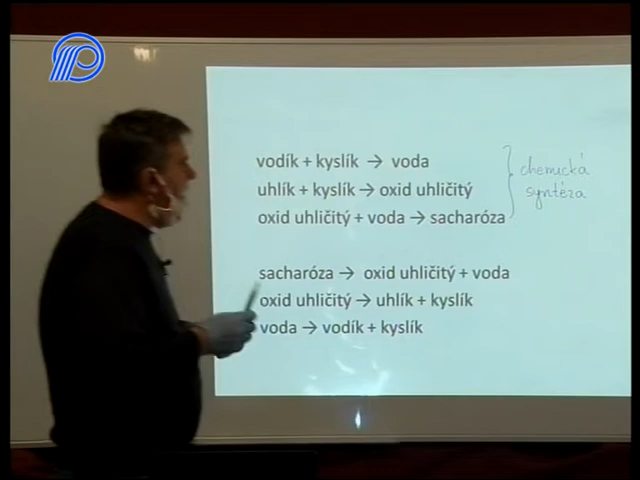 vodík + kyslík → voda
uhlík + kyslík → oxid uhličitý
oxid uhličitý + voda → sacharóza
chemická
syntéza
sacharóza → oxid uhličitý + voda
oxid uhličitý → uhlík + kyslík
voda → vodík + kyslík